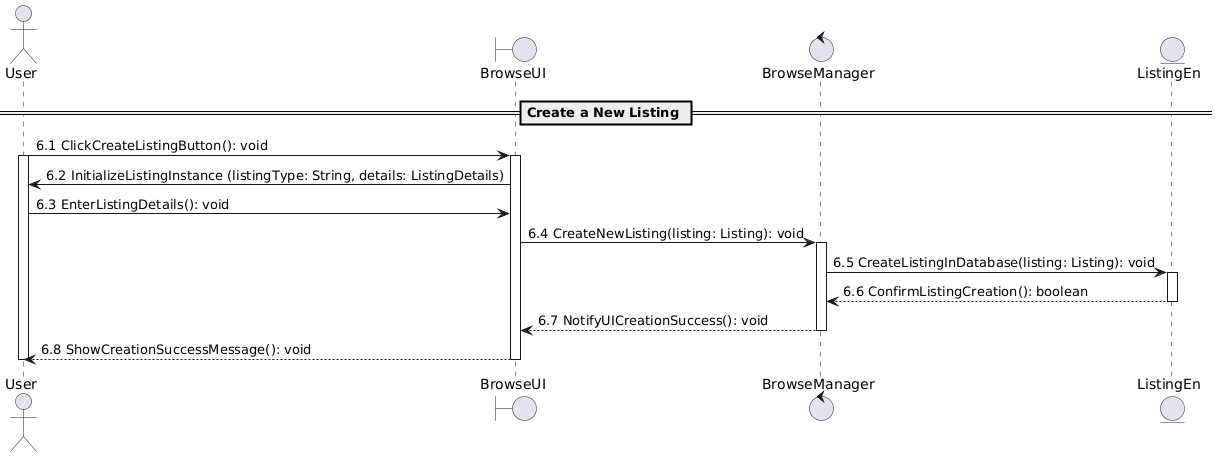 User
BrowseUI
BrowseManager
ListingEn
Create a New Listing
6.1 ClickCreateListingButton(): void
6.2 InitializeListingInstance (listingType: String, details: ListingDetails)
6.3 EnterListingDetails(): void
6.4 CreateNewListing(listing: Listing): void
6.5 CreateListingInDatabase(listing: Listing): void
6.6 ConfirmListingCreation(): boolean
6.7 NotifyUICreationSuccess(): void
6.8 ShowCreationSuccessMessage(): void
User
BrowseUI
BrowseManager
ListingEn